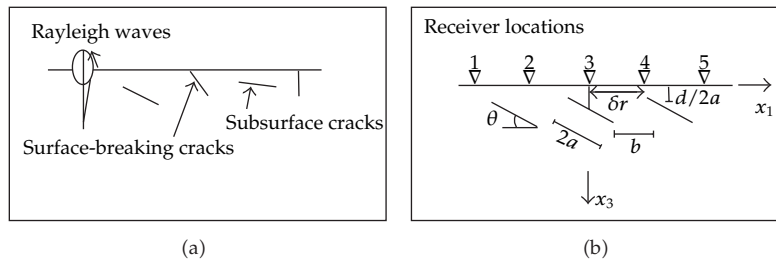 Rayleigh waves
Subsurface cracks
Surface-breaking cracks
(a)
Receiver locations
1 2 3 4 5
δr
d/2a
x1
θ
2a
b
x3
(b)